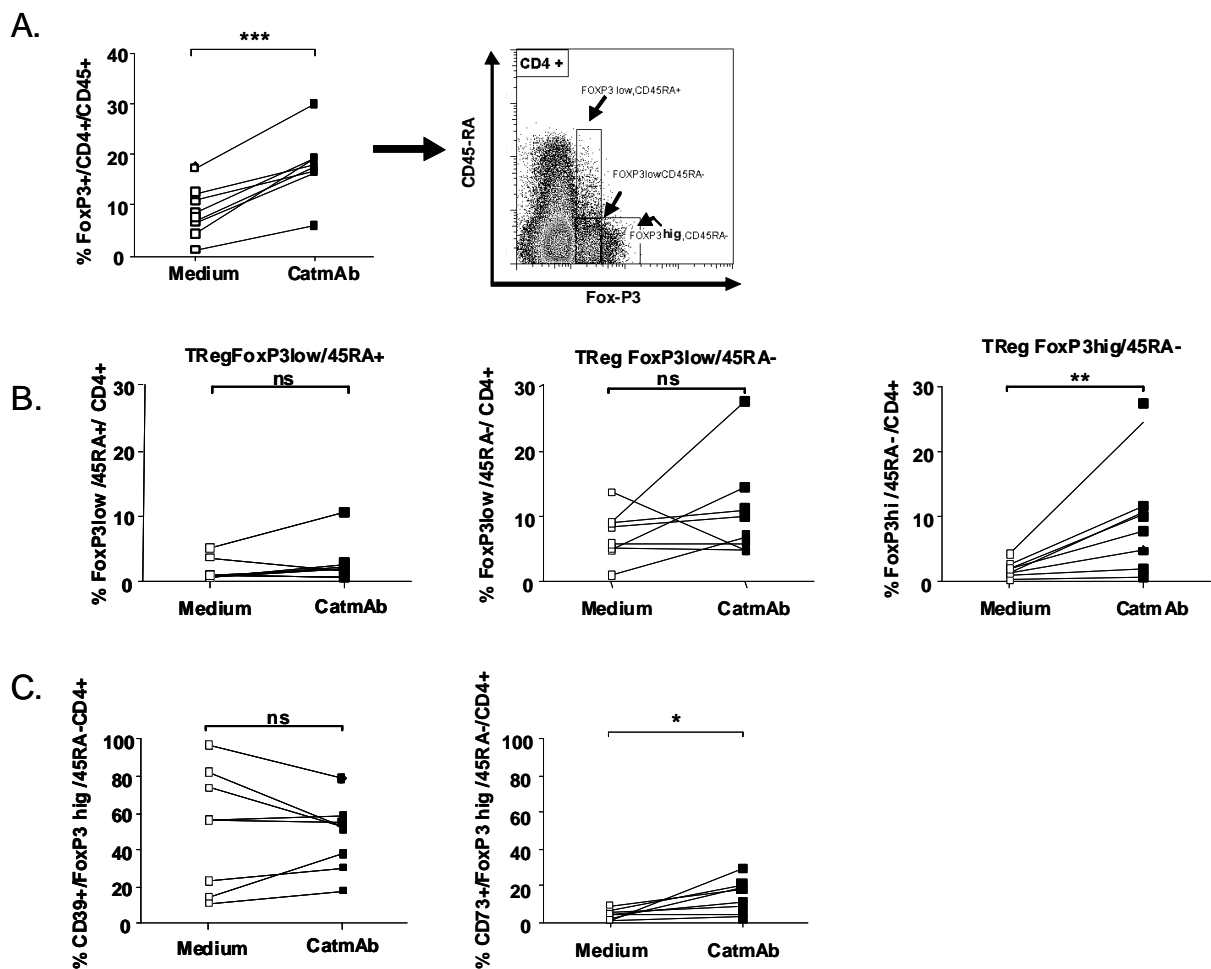 A.
***
% FoxP3+/CD4+/CD45+
40
30
20
10
0
Medium
CatmAb
CD4 +
FOXP3 low,CD45RA+
FOXP3lowCD45RA-
FOXP3hig,CD45RA-
CD45-RA
Fox-P3
B.
TRegFoxP3low/45RA+
ns
% FoxP3low /45RA+/ CD4+
30
20
10
0
Medium
CatmAb
TReg FoxP3low/45RA-
ns
% FoxP3low /45RA-/ CD4+
30
20
10
0
Medium
CatmAb
TReg FoxP3hig/45RA-
**
% FoxP3hi /45RA- /CD4+
30
20
10
0
Medium
CatmAb
C.
ns
% CD39+/FoxP3 hig /45RA-CD4+
100
80
60
40
20
0
Medium
CatmAb
*
% CD73+/FoxP3 hig /45RA-/CD4+
100
80
60
40
20
0
Medium
CatmAb